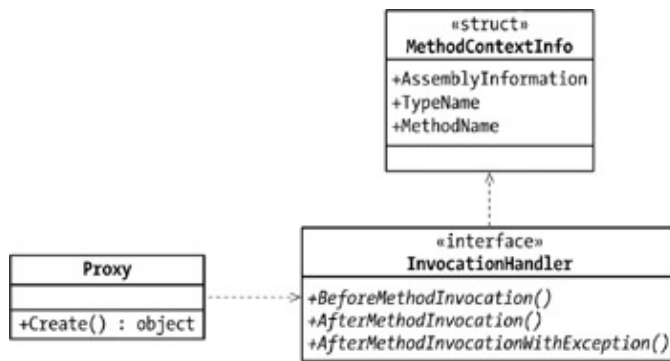 «struct»
MethodContextInfo
+AssemblyInformation
+TypeName
+MethodName
«interface»
InvocationHandler
+BeforeMethodInvocation()
+AfterMethodInvocation()
+AfterMethodInvocationWithException()
Proxy
+Create() : object